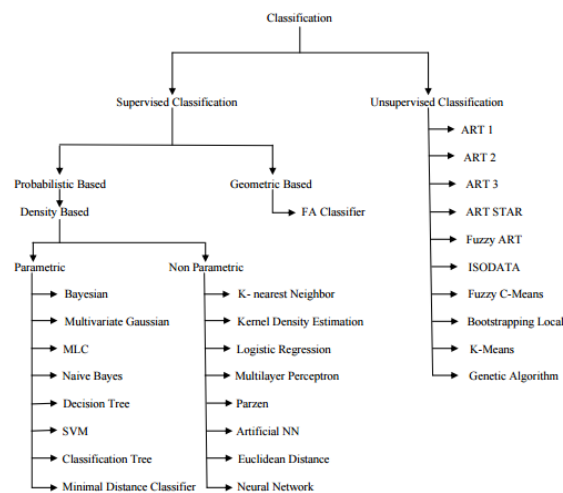 Classification
Supervised Classification
Unsupervised Classification
Probabilistic Based
Geometric Based
Density Based
FA Classifier
Parametric
Non Parametric
Bayesian
Multivariate Gaussian
MLC
Naive Bayes
Decision Tree
SVM
Classification Tree
Minimal Distance Classifier
K- nearest Neighbor
Kernel Density Estimation
Logistic Regression
Multilayer Perceptron
Parzen
Artificial NN
Euclidean Distance
Neural Network
ART 1
ART 2
ART 3
ART STAR
Fuzzy ART
ISODATA
Fuzzy C-Means
Bootstrapping Local
K-Means
Genetic Algorithm